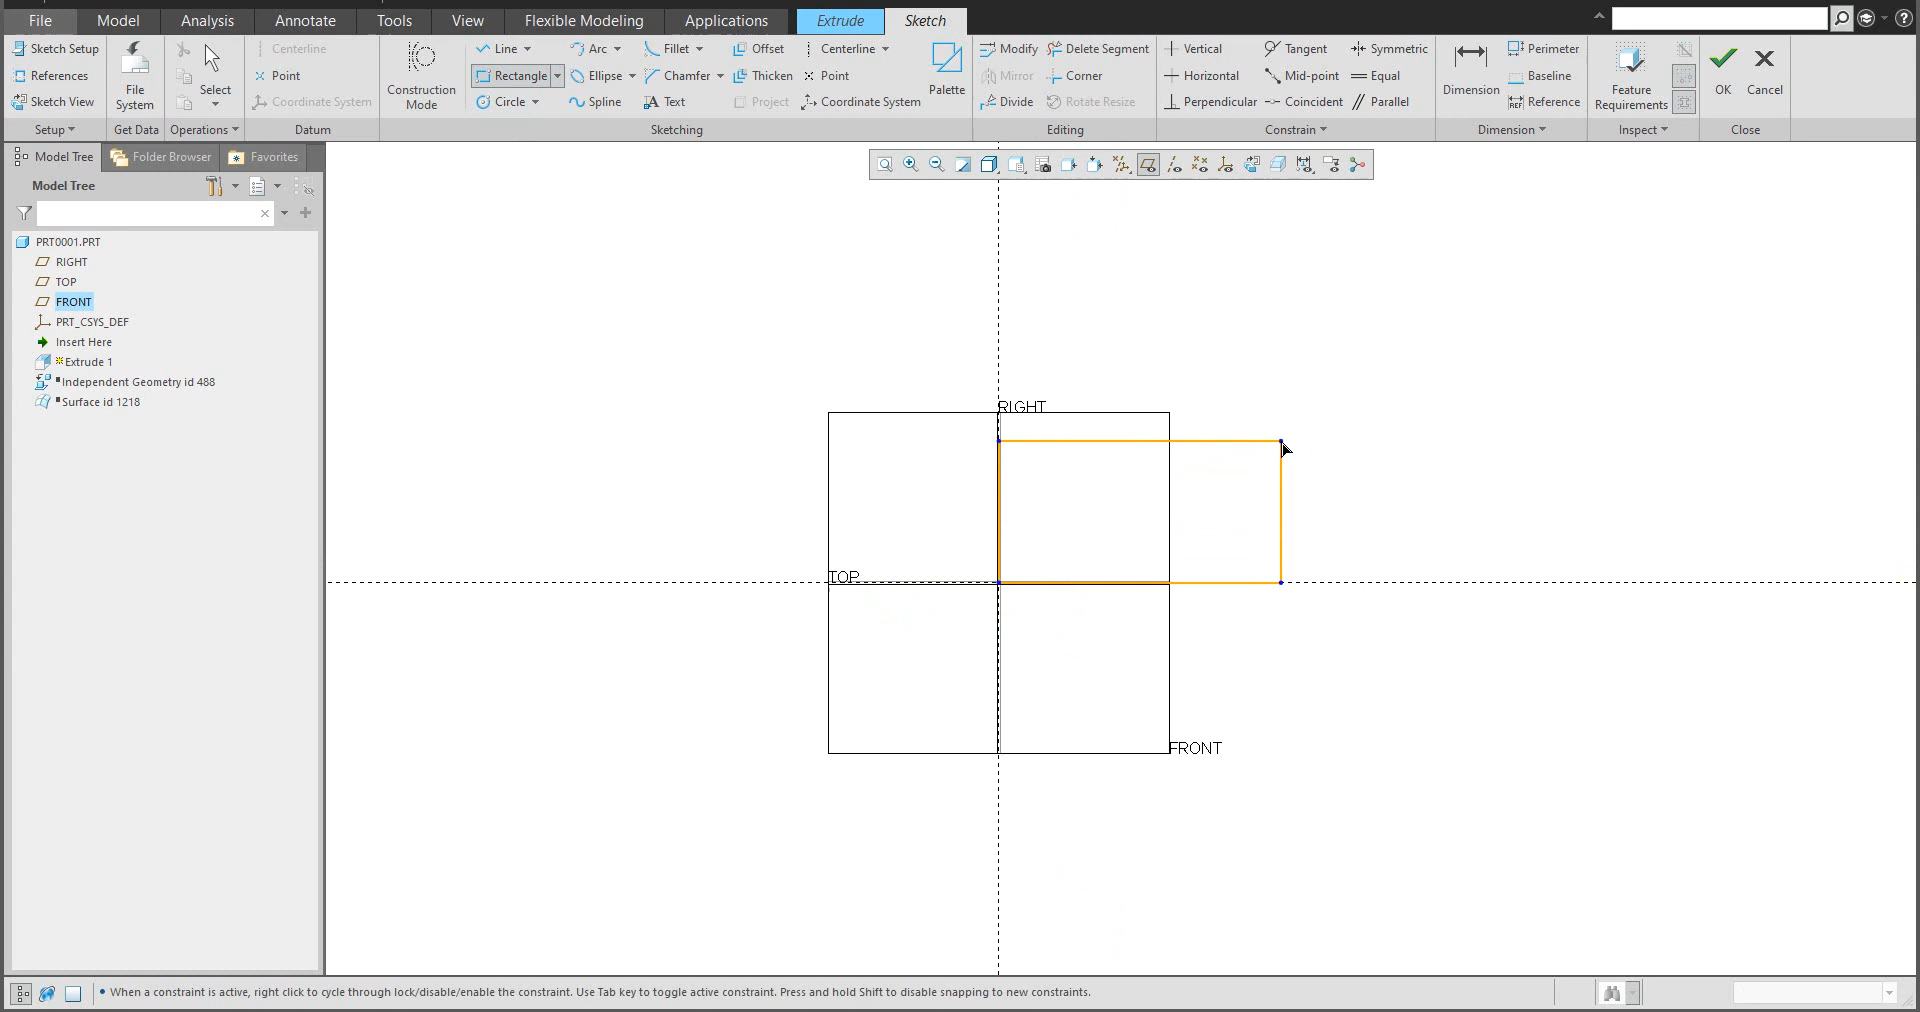 File Model Analysis Annotate Tools View Flexible Modeling Applications Extrude Sketch
Sketch Setup
References
Sketch View
Setup
File System
Get Data
Select
Operations
Centerline
Point
Coordinate System
Datum
Construction Mode
Line Arc Fillet Offset Centerline
Rectangle Ellipse Chamfer Thicken Point
Circle Spline Text Project Coordinate System
Palette
Sketching
Modify Delete Segment
Mirror Corner
Divide Rotate Resize
Editing
Vertical Tangent Symmetric
Horizontal Mid-point Equal
Perpendicular Coincident Parallel
Constrain
Dimension
Perimeter
Baseline
Reference
Dimension
Feature Requirements
Inspect
OK Cancel
Close
Model Tree Folder Browser Favorites
Model Tree
PRT0001.PRT
RIGHT
TOP
FRONT
PRT_CSYS_DEF
Insert Here
Extrude 1
Independent Geometry id 488
Surface id 1218
RIGHT
TOP
FRONT
• When a constraint is active, right click to cycle through lock/disable/enable the constraint. Use Tab key to toggle active constraint. Press and hold Shift to disable snapping to new constraints.